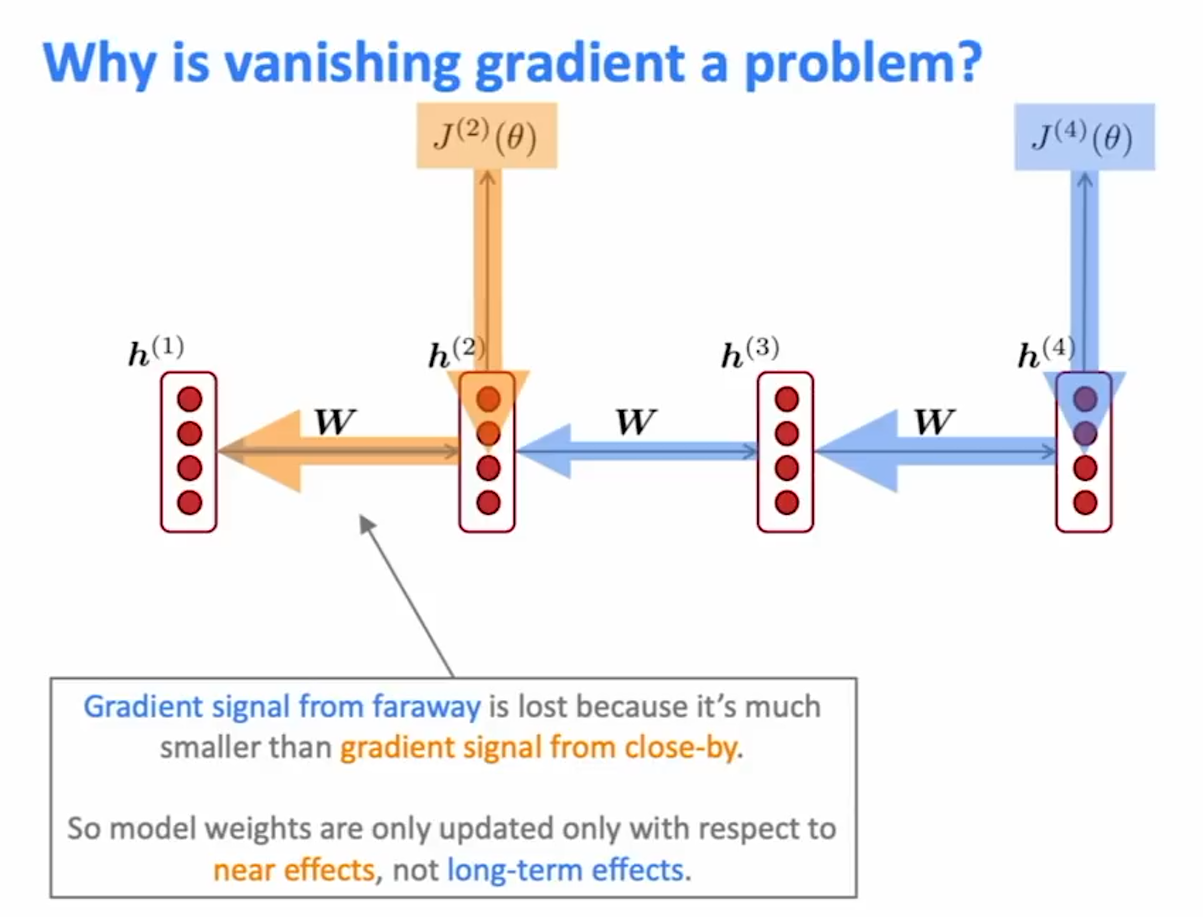 Why is vanishing gradient a problem?
J⁽²⁾(θ)
J⁽⁴⁾(θ)
h⁽¹⁾
h⁽²⁾
h⁽³⁾
h⁽⁴⁾
W
W
W
Gradient signal from faraway is lost because it’s much
smaller than gradient signal from close-by.
So model weights are only updated only with respect to
near effects, not long-term effects.